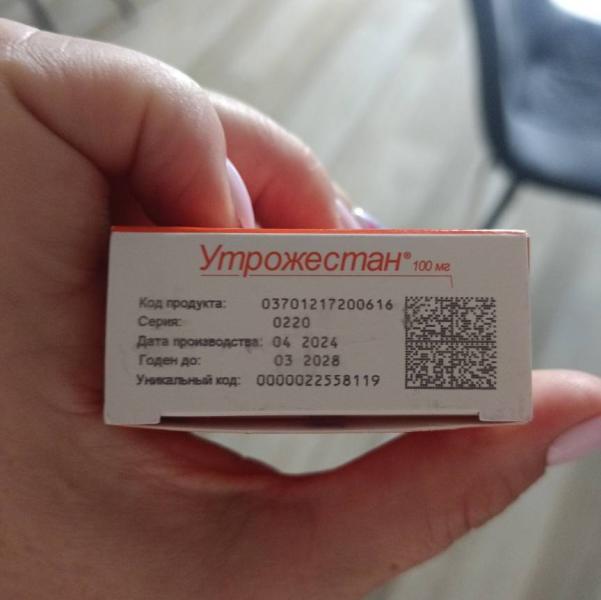 Утрожестан® 100 мг
Код продукта: 03701217200616
Серия: 0220
Дата производства: 04 2024
Годен до: 03 2028
Уникальный код: 0000022558119